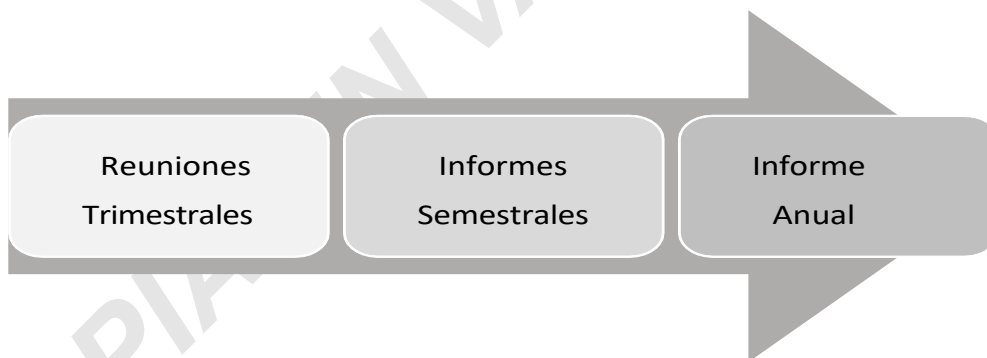 Reuniones
Trimestrales
Informes
Semestrales
Informe
Anual